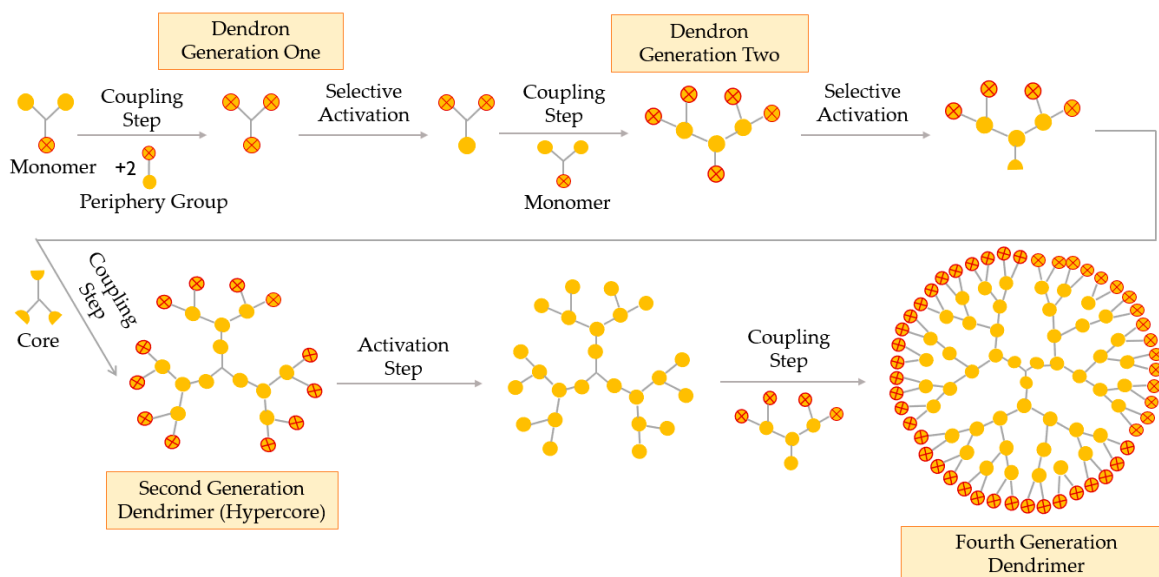 Dendron
Generation One
Dendron
Generation Two
Coupling
Step
Selective
Activation
Coupling
Step
Selective
Activation
Monomer
+2
Periphery Group
Monomer
Coupling
Step
Core
Activation
Step
Coupling
Step
Second Generation
Dendrimer (Hypercore)
Fourth Generation
Dendrimer